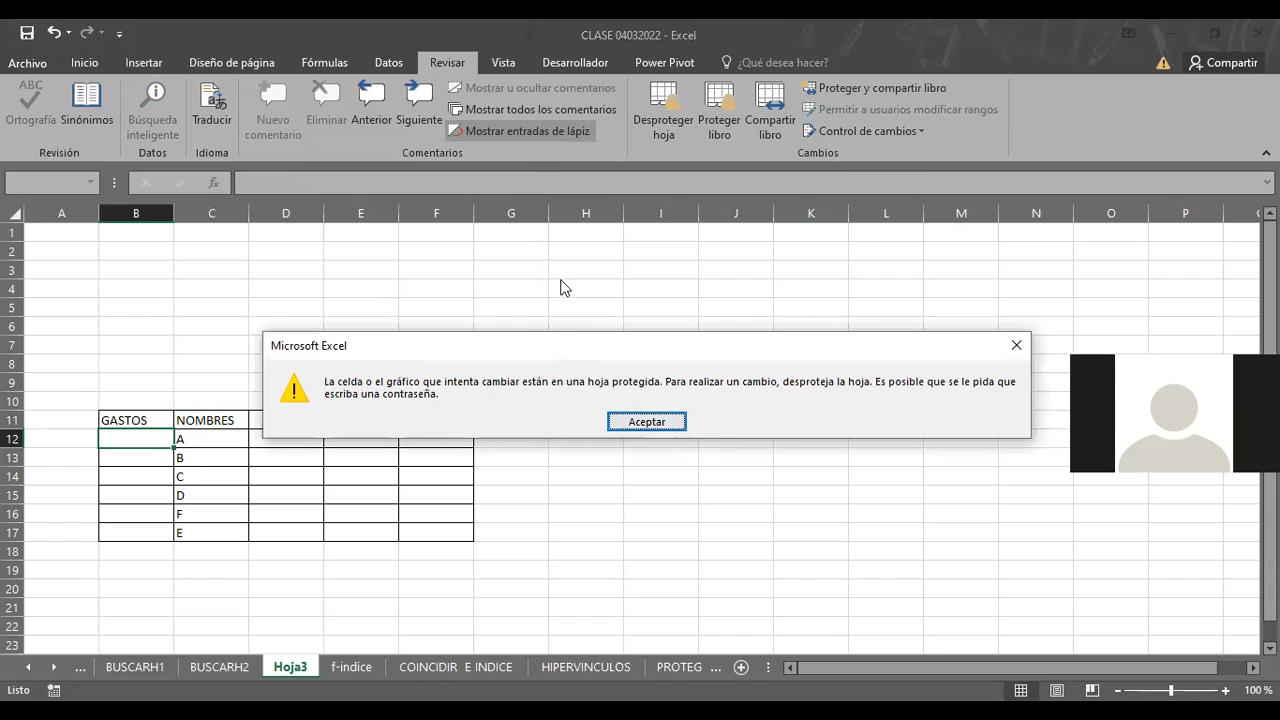 CLASE 04032022 - Excel
Archivo Inicio Insertar Diseño de página Fórmulas Datos Revisar Vista Desarrollador Power Pivot ¿Qué desea hacer? Compartir
ABC
Ortografía
Sinónimos
Revisión
Búsqueda
inteligente
Datos
Traducir
Idioma
Nuevo
comentario
Eliminar
Anterior
Siguiente
Mostrar u ocultar comentarios
Mostrar todos los comentarios
Mostrar entradas de lápiz
Comentarios
Desproteger
hoja
Proteger
libro
Compartir
libro
Proteger y compartir libro
Permitir a usuarios modificar rangos
Control de cambios
Cambios
fx
A B C D E F G H I J K L M N O P
1
2
3
4
5
6
7
8
9
10
11 GASTOS NOMBRES
12 A
13 B
14 C
15 D
16 F
17 E
18
19
20
21
22
23
Microsoft Excel
La celda o el gráfico que intenta cambiar están en una hoja protegida. Para realizar un cambio, desproteja la hoja. Es posible que se le pida que
escriba una contraseña.
Aceptar
... BUSCARH1 BUSCARH2 Hoja3 f-indice COINCIDIR E INDICE HIPERVINCULOS PROTEG ...
Listo 100 %